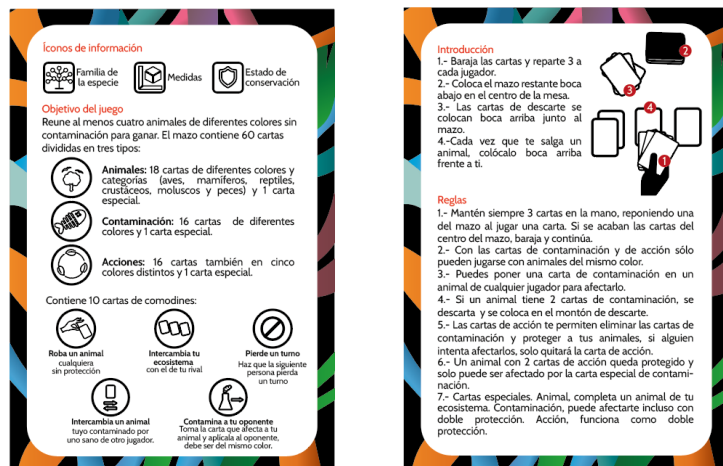 Íconos de información
Familia de
la especie
Medidas
Estado de
conservación
Objetivo del juego
Reune al menos cuatro animales de diferentes colores sin
contaminación para ganar. El mazo contiene 60 cartas
divididas en tres tipos:
Animales: 18 cartas de diferentes colores y
categorías (aves, mamíferos, reptiles,
crustáceos, moluscos y peces) y 1 carta
especial.
Contaminación: 16 cartas de diferentes
colores y 1 carta especial.
Acciones: 16 cartas también en cinco
colores distintos y 1 carta especial.
Contiene 10 cartas de comodines:
Roba un animal
cualquiera
sin protección
Intercambia tu
ecosistema
con el de tu rival
Pierde un turno
Haz que la siguiente
persona pierda
un turno
Intercambia un animal
tuyo contaminado por
uno sano de otro jugador.
Contamina a tu oponente
Toma la carta que afecta a tu
animal y aplícala al oponente,
debe ser del mismo color.
Introducción
1.- Baraja las cartas y reparte 3 a
cada jugador.
2.- Coloca el mazo restante boca
abajo en el centro de la mesa.
3.- Las cartas de descarte se
colocan boca arriba junto al
mazo.
4.-Cada vez que te salga un
animal, colócalo boca arriba
frente a ti.
2
3
4
1
Reglas
1.- Mantén siempre 3 cartas en la mano, reponiendo una
del mazo al jugar una carta. Si se acaban las cartas del
centro del mazo, baraja y continúa.
2.- Con las cartas de contaminación y de acción sólo
pueden jugarse con animales del mismo color.
3.- Puedes poner una carta de contaminación en un
animal de cualquier jugador para afectarlo.
4.- Si un animal tiene 2 cartas de contaminación, se
descarta y se coloca en el montón de descarte.
5.- Las cartas de acción te permiten eliminar las cartas de
contaminación y proteger a tus animales, si alguien
intenta afectarlos, solo quitará la carta de acción.
6.- Un animal con 2 cartas de acción queda protegido y
solo puede ser afectado por la carta especial de contami-
nación.
7.- Cartas especiales. Animal, completa un animal de tu
ecosistema. Contaminación, puede afectarte incluso con
doble protección. Acción, funciona como doble
protección.